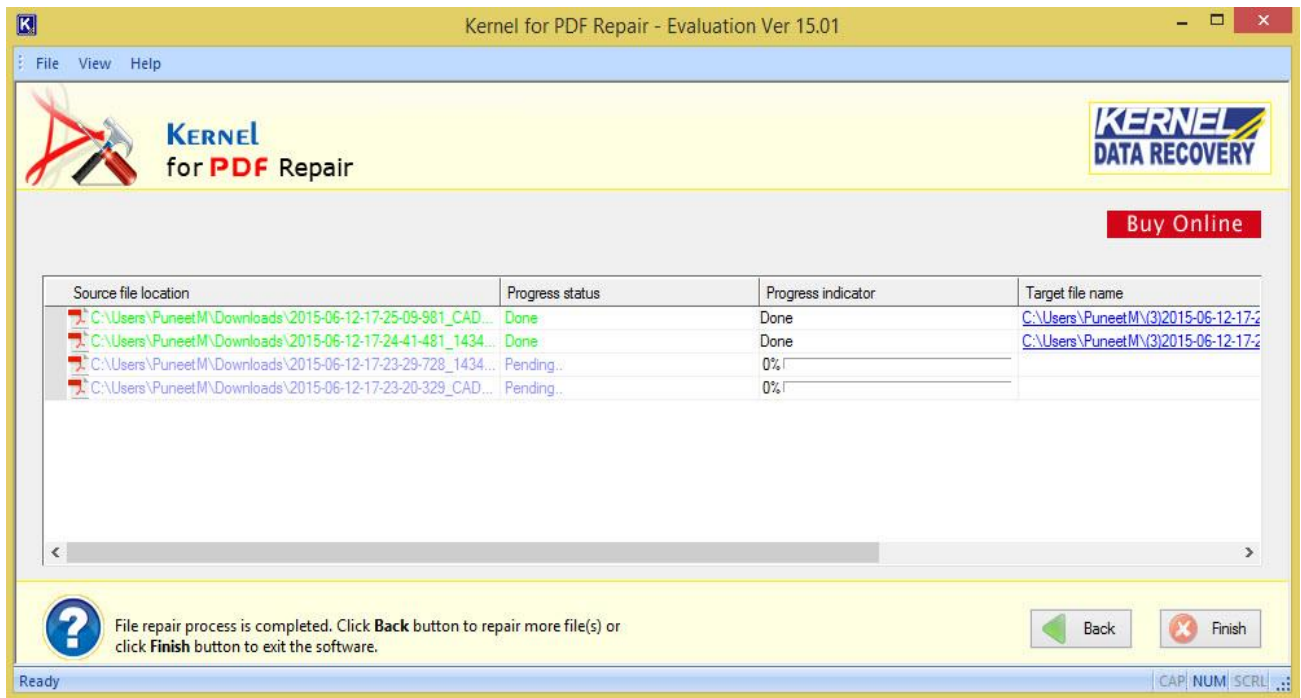 Kernel for PDF Repair - Evaluation Ver 15.01
File View Help
KERNEL
for PDF Repair
KERNEL
DATA RECOVERY
Buy Online
Source file location Progress status Progress indicator Target file name
C:\Users\PuneetM\Downloads\2015-06-12-17-25-09-981_CAD... Done Done C:\Users\PuneetM\(3)2015-06-12-17-2
C:\Users\PuneetM\Downloads\2015-06-12-17-24-41-481_1434... Done Done C:\Users\PuneetM\(3)2015-06-12-17-2
C:\Users\PuneetM\Downloads\2015-06-12-17-23-29-728_1434... Pending.. 0%
C:\Users\PuneetM\Downloads\2015-06-12-17-23-20-329_CAD... Pending.. 0%
File repair process is completed. Click Back button to repair more file(s) or
click Finish button to exit the software.
Back Finish
Ready CAP NUM SCRL